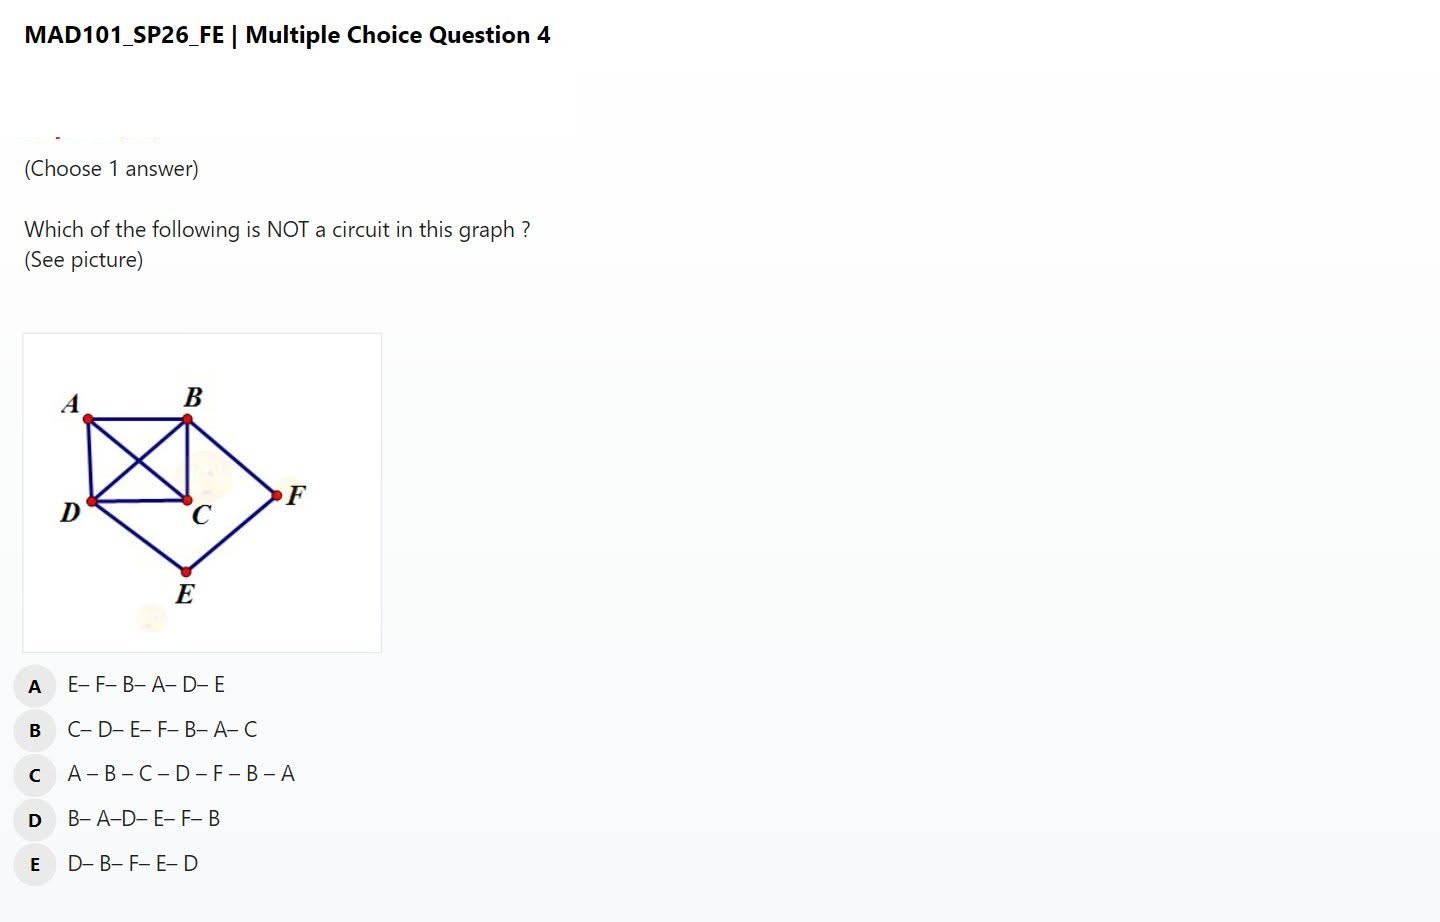 MAD101_SP26_FE | Multiple Choice Question 4
(Choose 1 answer)
Which of the following is NOT a circuit in this graph ?
(See picture)
A
B
F
D
C
E
A E– F– B– A– D– E
B C– D– E– F– B– A– C
C A – B – C – D – F – B – A
D B– A–D– E– F– B
E D– B– F– E– D